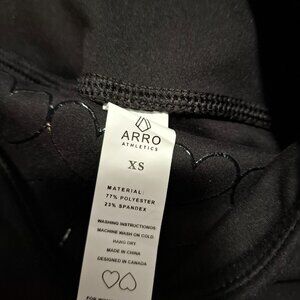 ARRO
ATHLETICS
XS
MATERIAL:
77% POLYESTER
23% SPANDEX
WASHING INSTRUCTIONS:
MACHINE WASH ON COLD.
HANG DRY
MADE IN CHINA
DESIGNED IN CANADA